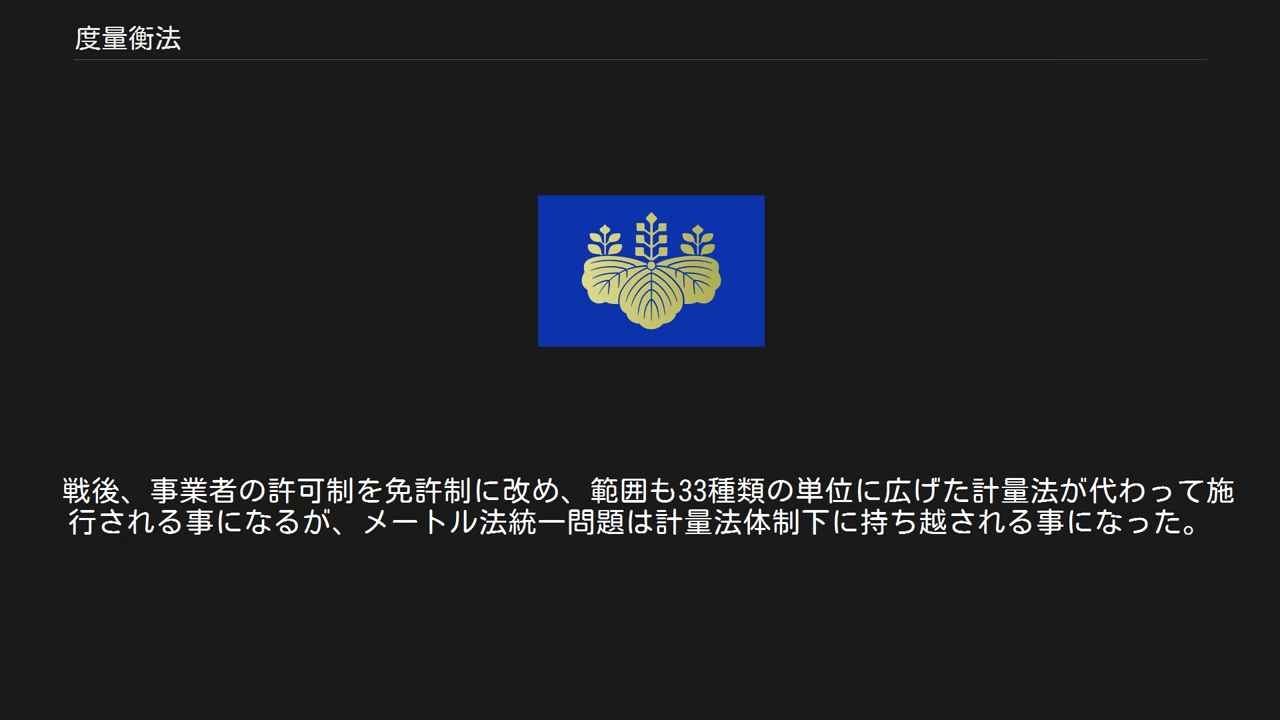 度量衡法
戦後、事業者の許可制を免許制に改め、範囲も33種類の単位に広げた計量法が代わって施
行される事になるが、メートル法統一問題は計量法体制下に持ち越される事になった。